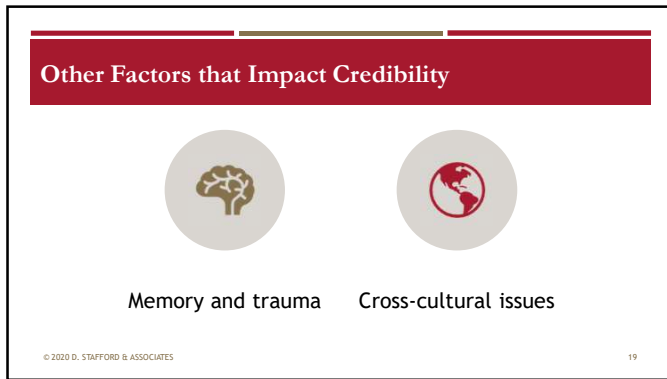 Other Factors that Impact Credibility
Memory and trauma
Cross-cultural issues
© 2020 D. STAFFORD & ASSOCIATES
19